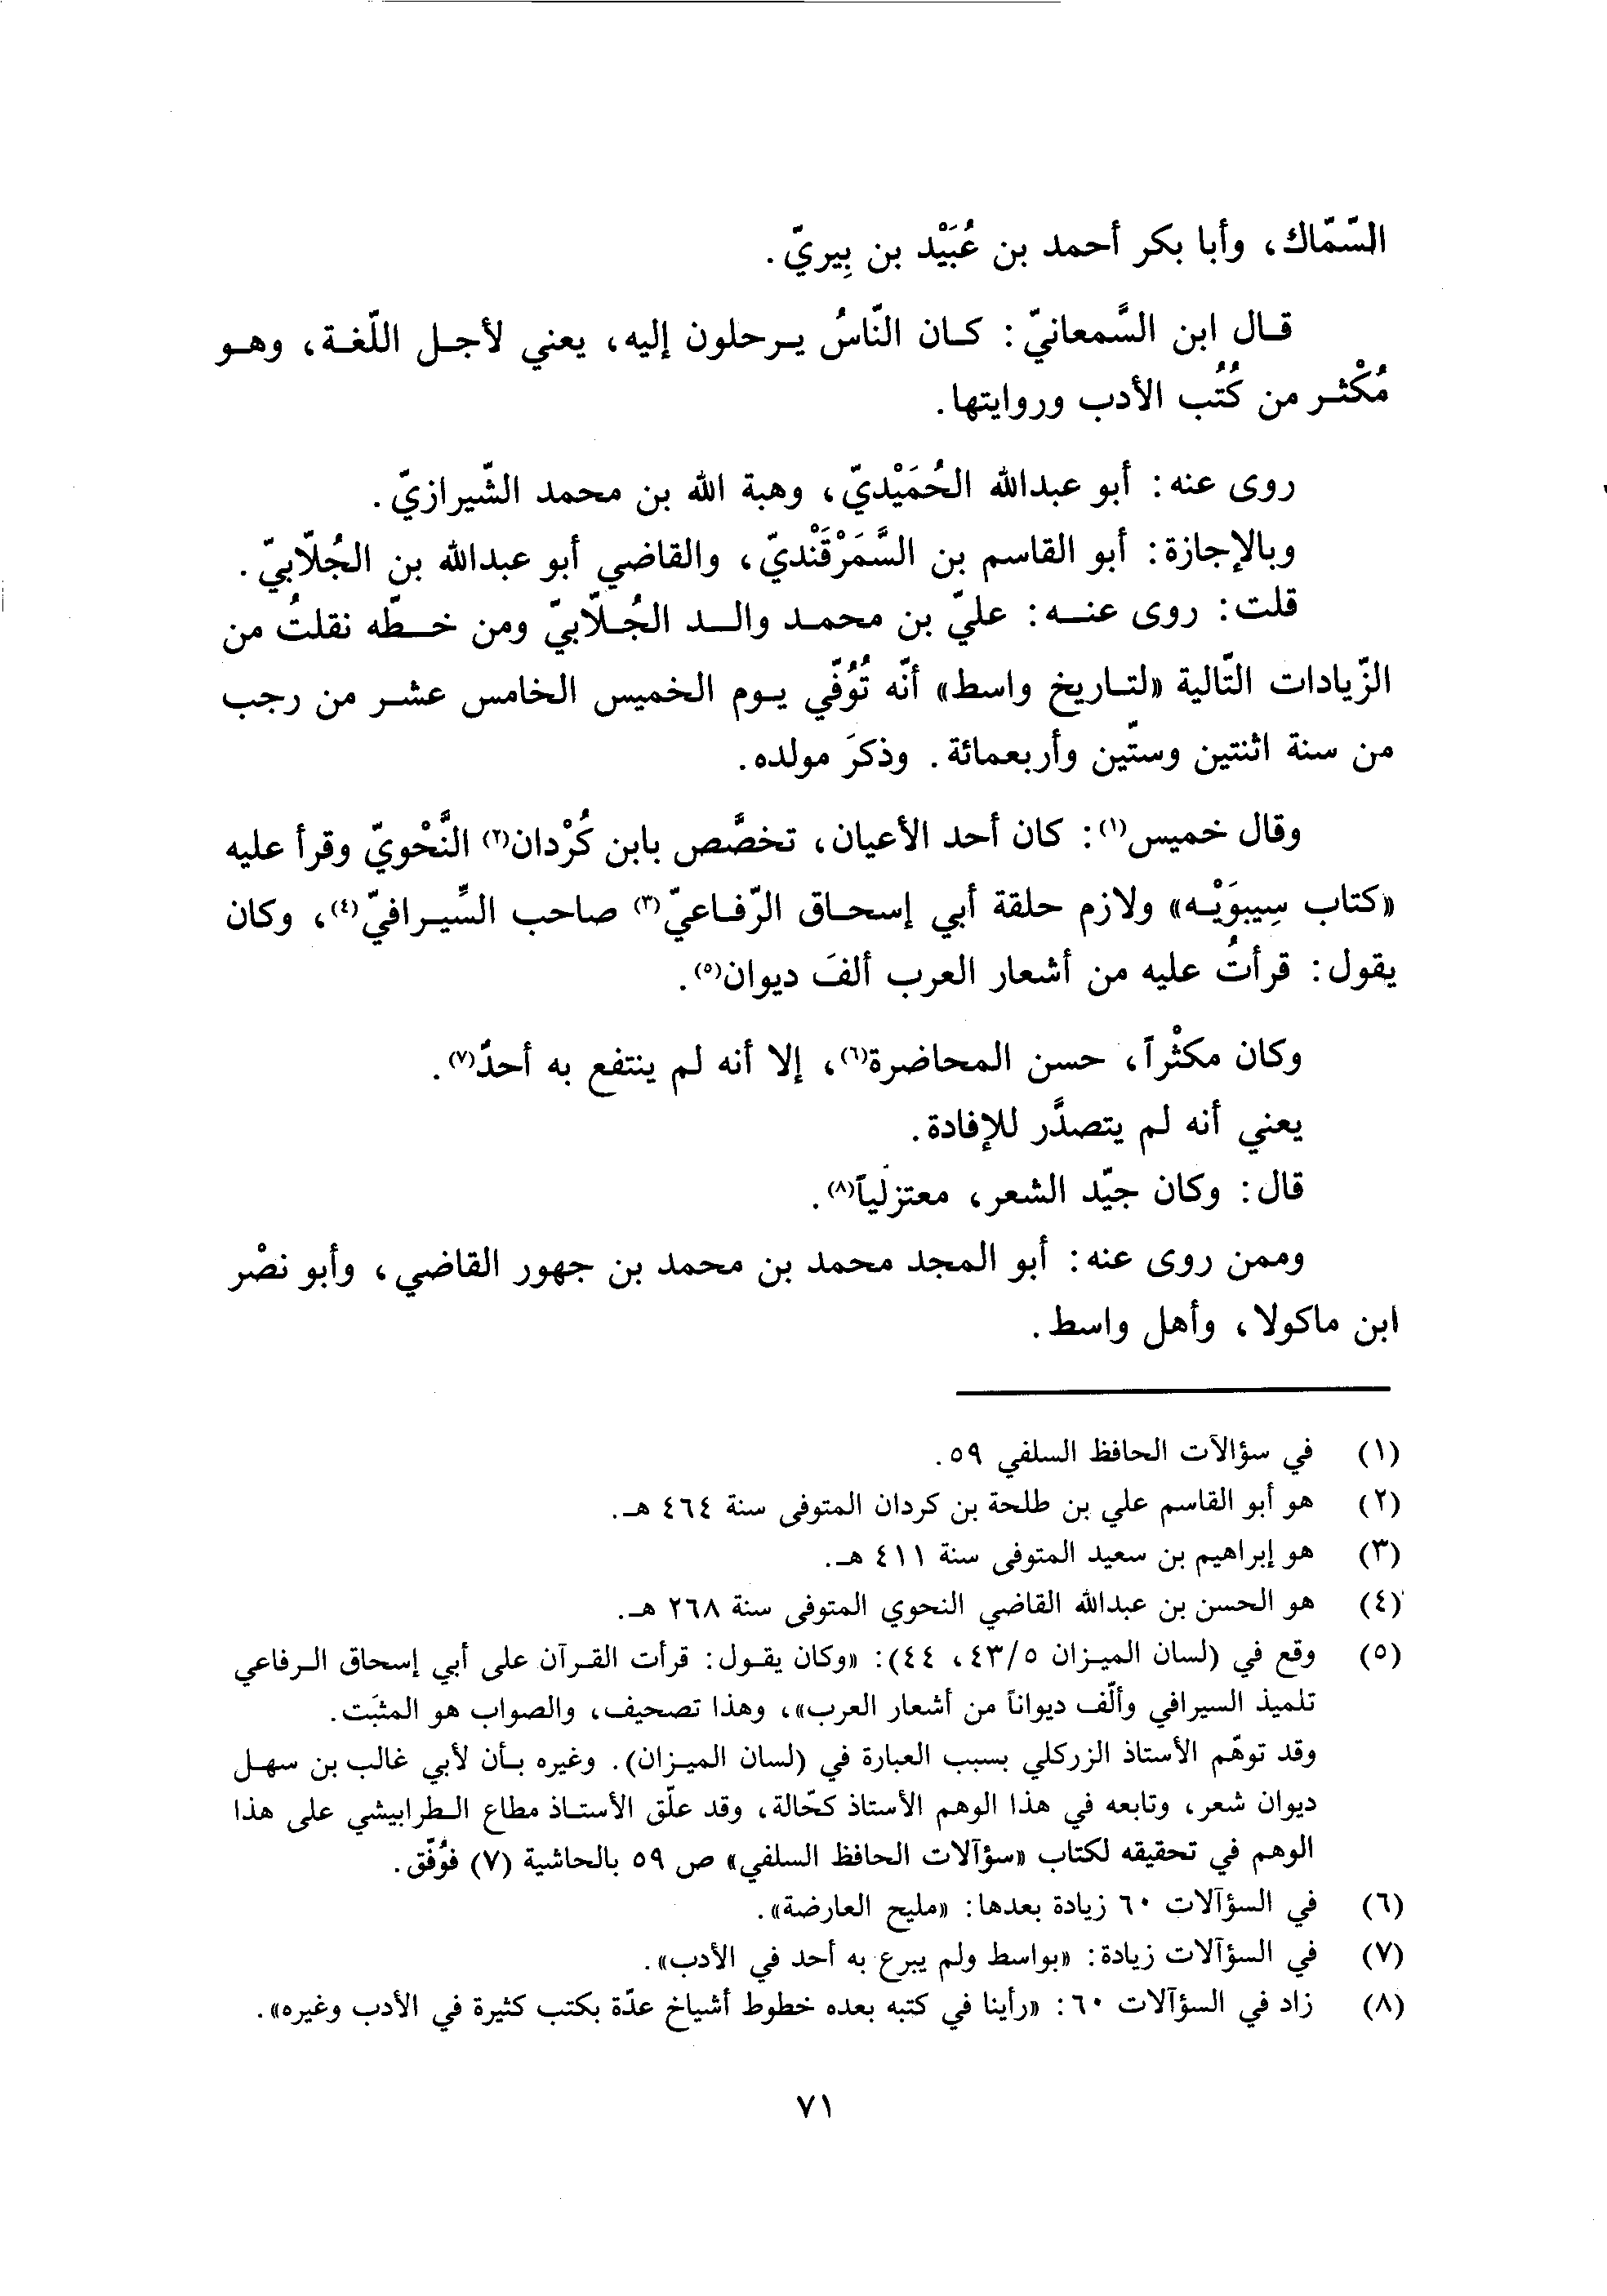 السّمّاك، وأبا بكر أحمد بن عُبَيْد بن بِيريّ.
قال ابن السَّمعانيّ: كان النّاسُ يرحلون إليه، يعني لأجل اللّغة، وهو
مُكْثر من كُتُب الأدب وروايتها.
روى عنه: أبو عبدالله الحُمَيْديّ، وهبة الله بن محمد الشّيرازيّ.
وبالإجازة: أبو القاسم بن السَّمَرْقَنْديّ، والقاضي أبو عبدالله بن الجُلّابيّ.
قلت: روى عنه: عليّ بن محمد والد الجُلّابيّ ومن خطّه نقلتُ من
الزّيادات التّالية «لتاريخ واسط» أنّه تُوُفّي يوم الخميس الخامس عشر من رجب
من سنة اثنتين وستّين وأربعمائة. وذكرَ مولده.
وقال خميس(١): كان أحد الأعيان، تخصَّص بابن كُرْدان(٢) النَّحْويّ وقرأ عليه
«كتاب سِيبوَيْه» ولازم حلقة أبي إسحاق الرّفاعيّ(٣) صاحب السِّيرافيّ(٤)، وكان
يقول: قرأتُ عليه من أشعار العرب ألفَ ديوان(٥).
وكان مكثْراً، حسن المحاضرة(٦)، إلا أنه لم ينتفع به أحدٌ(٧).
يعني أنه لم يتصدَّر للإفادة.
قال: وكان جيّد الشعر، معتزلياً(٨).
وممن روى عنه: أبو المجد محمد بن محمد بن جهور القاضي، وأبو نصْر
ابن ماكولا، وأهل واسط.
(١) في سؤالات الحافظ السلفي ٥٩.
(٢) هو أبو القاسم علي بن طلحة بن كردان المتوفى سنة ٤٦٤ هـ.
(٣) هو إبراهيم بن سعيد المتوفى سنة ٤١١ هـ.
(٤) هو الحسن بن عبدالله القاضي النحوي المتوفى سنة ٢٦٨ هـ.
(٥) وقع في (لسان الميزان ٤٣/٥، ٤٤): «وكان يقول: قرأت القرآن على أبي إسحاق الرفاعي
تلميذ السيرافي وألّف ديواناً من أشعار العرب»، وهذا تصحيف، والصواب هو المثبَت.
وقد توهّم الأستاذ الزركلي بسبب العبارة في (لسان الميزان). وغيره بأن لأبي غالب بن سهل
ديوان شعر، وتابعه في هذا الوهم الأستاذ كحّالة، وقد علّق الأستاذ مطاع الطرابيشي على هذا
الوهم في تحقيقه لكتاب «سؤآلات الحافظ السلفي» ص ٥٩ بالحاشية (٧) فوُفّق.
(٦) في السؤآلات ٦٠ زيادة بعدها: «مليح العارضة».
(٧) في السؤآلات زيادة: «بواسط ولم يبرع به أحد في الأدب».
(٨) زاد في السؤآلات ٦٠: «رأينا في كتبه بعده خطوط أشياخ عدّة بكتب كثيرة في الأدب وغيره».
٧١